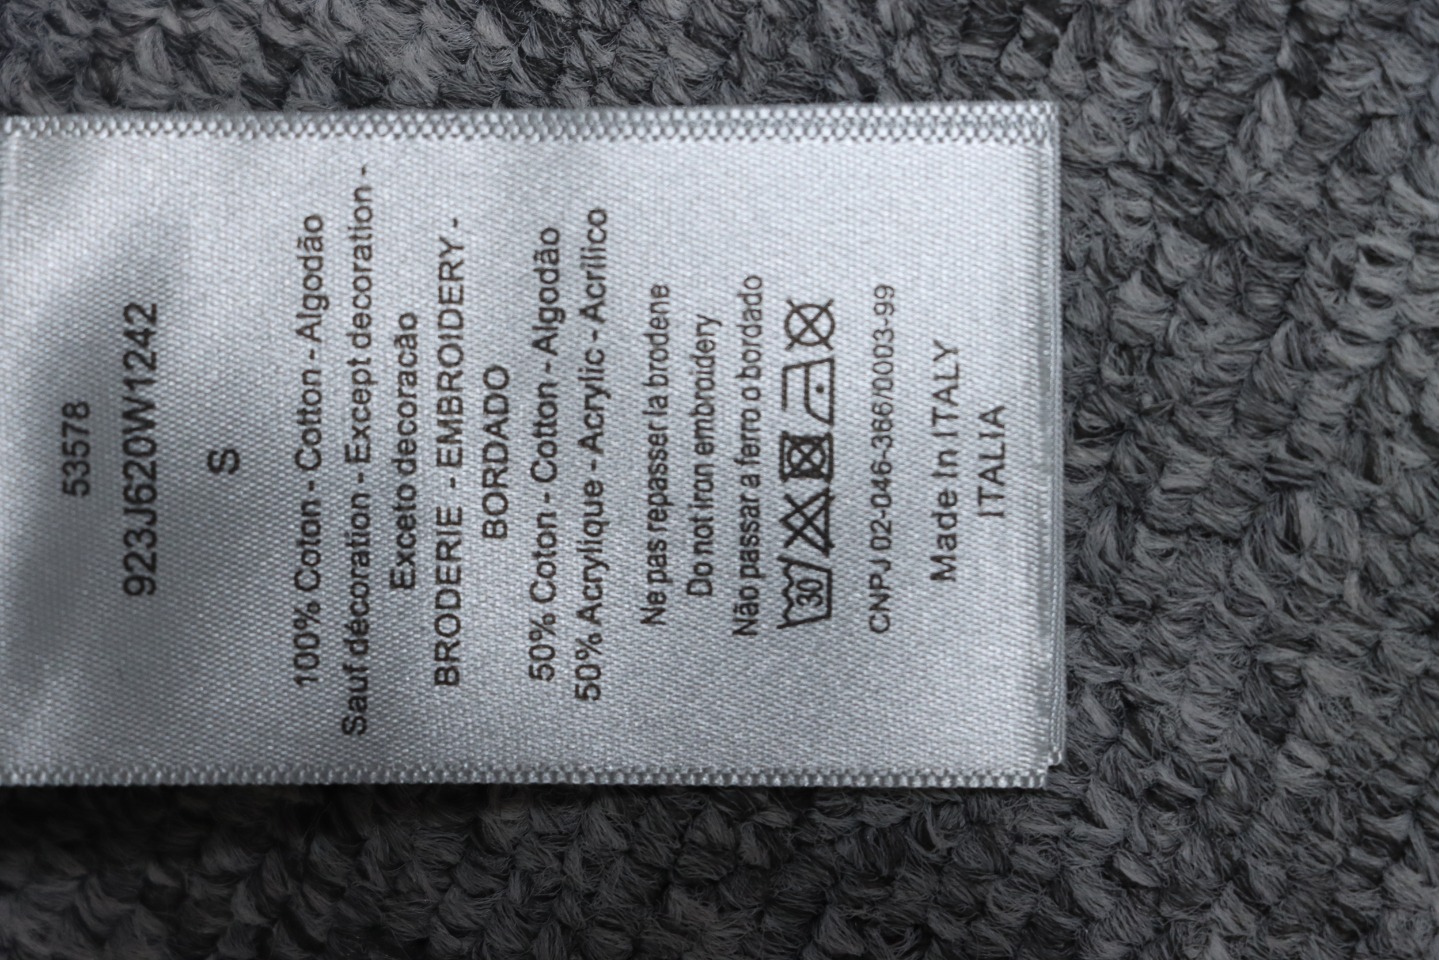 53578
923J620W1242
S
100% Coton - Cotton - Algodão
Sauf décoration - Except decoration -
Exceto decoracão
BRODERIE - EMBROIDERY -
BORDADO
50% Coton - Cotton - Algodão
50% Acrylique - Acrylic - Acrilico
Ne pas repasser la broderie
Do not iron embroidery
Não passar a ferro o bordado
30
CNPJ 02-046-366/0003-99
Made In ITALY
ITALIA